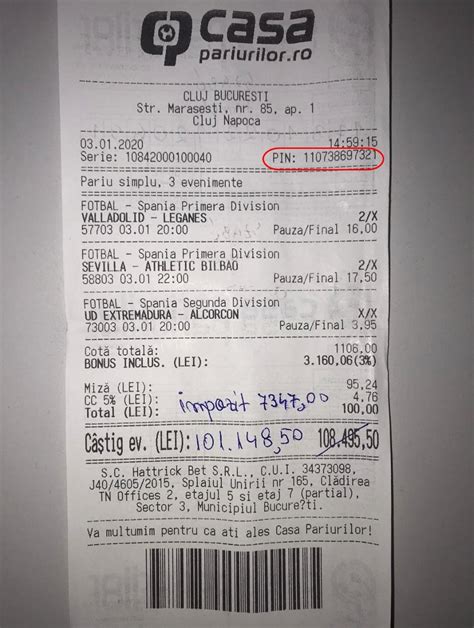 casa
pariurilor.ro
CLUJ BUCURESTI
Str. Marasesti, nr. 85, ap. 1
Cluj Napoca
03.01.2020 14:59:15
Serie: 10842000100040 PIN: 110738697321
Pariu simplu, 3 evenimente
FOTBAL - Spania Primera Division
VALLADOLID - LEGANES 2/X
57703 03.01 20:00 Pauza/Final 16,00
FOTBAL - Spania Primera Division
SEVILLA - ATHLETIC BILBAO 2/X
58803 03.01 22:00 Pauza/Final 17,50
FOTBAL - Spania Segunda Division
UD EXTREMADURA - ALCORCON X/X
73003 03.01 20:00 Pauza/Final 3,95
Cotă totală: 1106,00
BONUS INCLUS. (LEI): 3.160,06(3%)
Miză (LEI): 95,24
CC 5% (LEI): 4,76
impozit 7347,00
Total (LEI): 100,00
Câştig ev. (LEI): 101.148,50 108.495,50
S.C. Hattrick Bet S.R.L., C.U.I. 34373098,
J40/4605/2015, Splaiul Unirii nr 165, Clădirea
TN Offices 2, etajul 5 si etaj 7 (partial),
Sector 3, Municipiul Bucure?ti.
Va multumim pentru ca ati ales Casa Pariurilor!